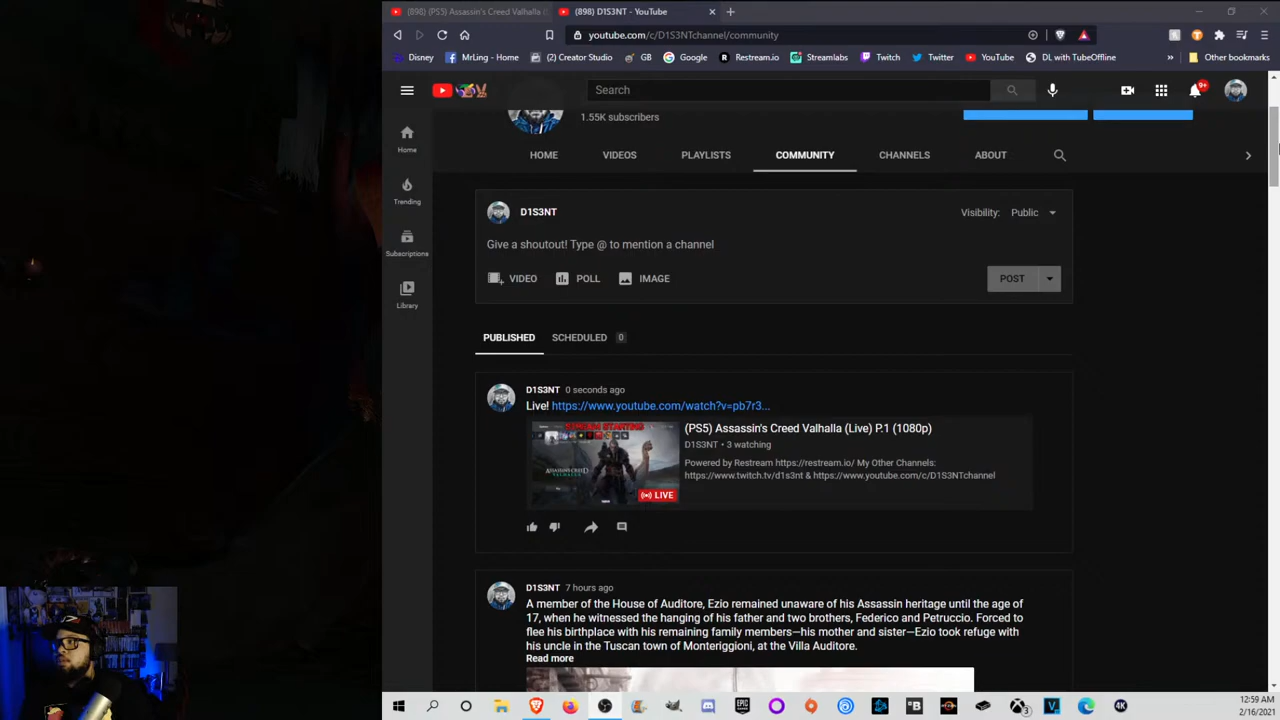 (898) (PS5) Assassin's Creed Valhalla (
(898) D1S3NT - YouTube
youtube.com/c/D1S3NTchannel/community
Disney
MrLing - Home
(2) Creator Studio
GB
Google
Restream.io
Streamlabs
Twitch
Twitter
YouTube
DL with TubeOffline
»
Other bookmarks
Search
9+
1.55K subscribers
HOME
VIDEOS
PLAYLISTS
COMMUNITY
CHANNELS
ABOUT
Home
Trending
Subscriptions
Library
D1S3NT
Visibility: Public
Give a shoutout! Type @ to mention a channel
VIDEO
POLL
IMAGE
POST
PUBLISHED
SCHEDULED 0
D1S3NT 0 seconds ago
Live! https://www.youtube.com/watch?v=pb7r3...
(PS5) Assassin's Creed Valhalla (Live) P.1 (1080p)
D1S3NT • 3 watching
Powered by Restream https://restream.io/ My Other Channels:
https://www.twitch.tv/d1s3nt & https://www.youtube.com/c/D1S3NTchannel
STARTING
LIVE
D1S3NT 7 hours ago
A member of the House of Auditore, Ezio remained unaware of his Assassin heritage until the age of
17, when he witnessed the hanging of his father and two brothers, Federico and Petruccio. Forced to
flee his birthplace with his remaining family members—his mother and sister—Ezio took refuge with
his uncle in the Tuscan town of Monteriggioni, at the Villa Auditore.
Read more
EPIC
B
3
V
4K
12:59 AM
2/16/2021